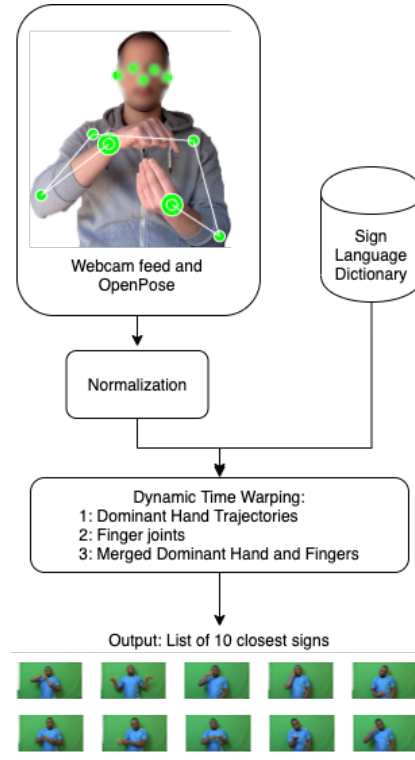 Webcam feed and
OpenPose
Sign
Language
Dictionary
Normalization
Dynamic Time Warping:
1: Dominant Hand Trajectories
2: Finger joints
3: Merged Dominant Hand and Fingers
Output: List of 10 closest signs